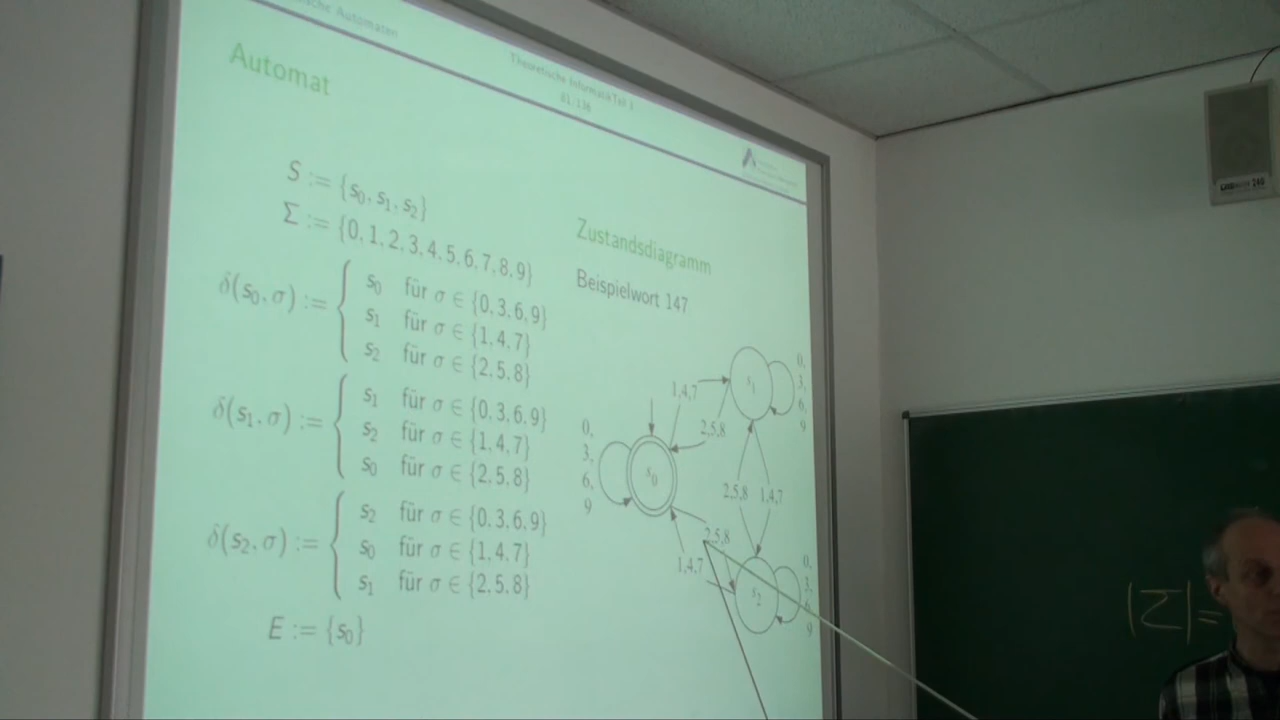 ische Automaten
Theoretische Informatik Teil 1
81-136
Automat
S := {s₀, s₁, s₂}
Σ := {0, 1, 2, 3, 4, 5, 6, 7, 8, 9}
δ(s₀, σ) := { s₀ für σ ∈ {0, 3, 6, 9}
s₁ für σ ∈ {1, 4, 7}
s₂ für σ ∈ {2, 5, 8}
δ(s₁, σ) := { s₁ für σ ∈ {0, 3, 6, 9}
s₂ für σ ∈ {1, 4, 7}
s₀ für σ ∈ {2, 5, 8}
δ(s₂, σ) := { s₂ für σ ∈ {0, 3, 6, 9}
s₀ für σ ∈ {1, 4, 7}
s₁ für σ ∈ {2, 5, 8}
E := {s₀}
Zustandsdiagramm
Beispielwort 147
s₁
0,
3,
6,
9
1,4,7
2,5,8
0,
3,
6,
9
s₀
2,5,8
1,4,7
2,5,8
1,4,7
s₂
0,
3,
6,
9
|Σ| =